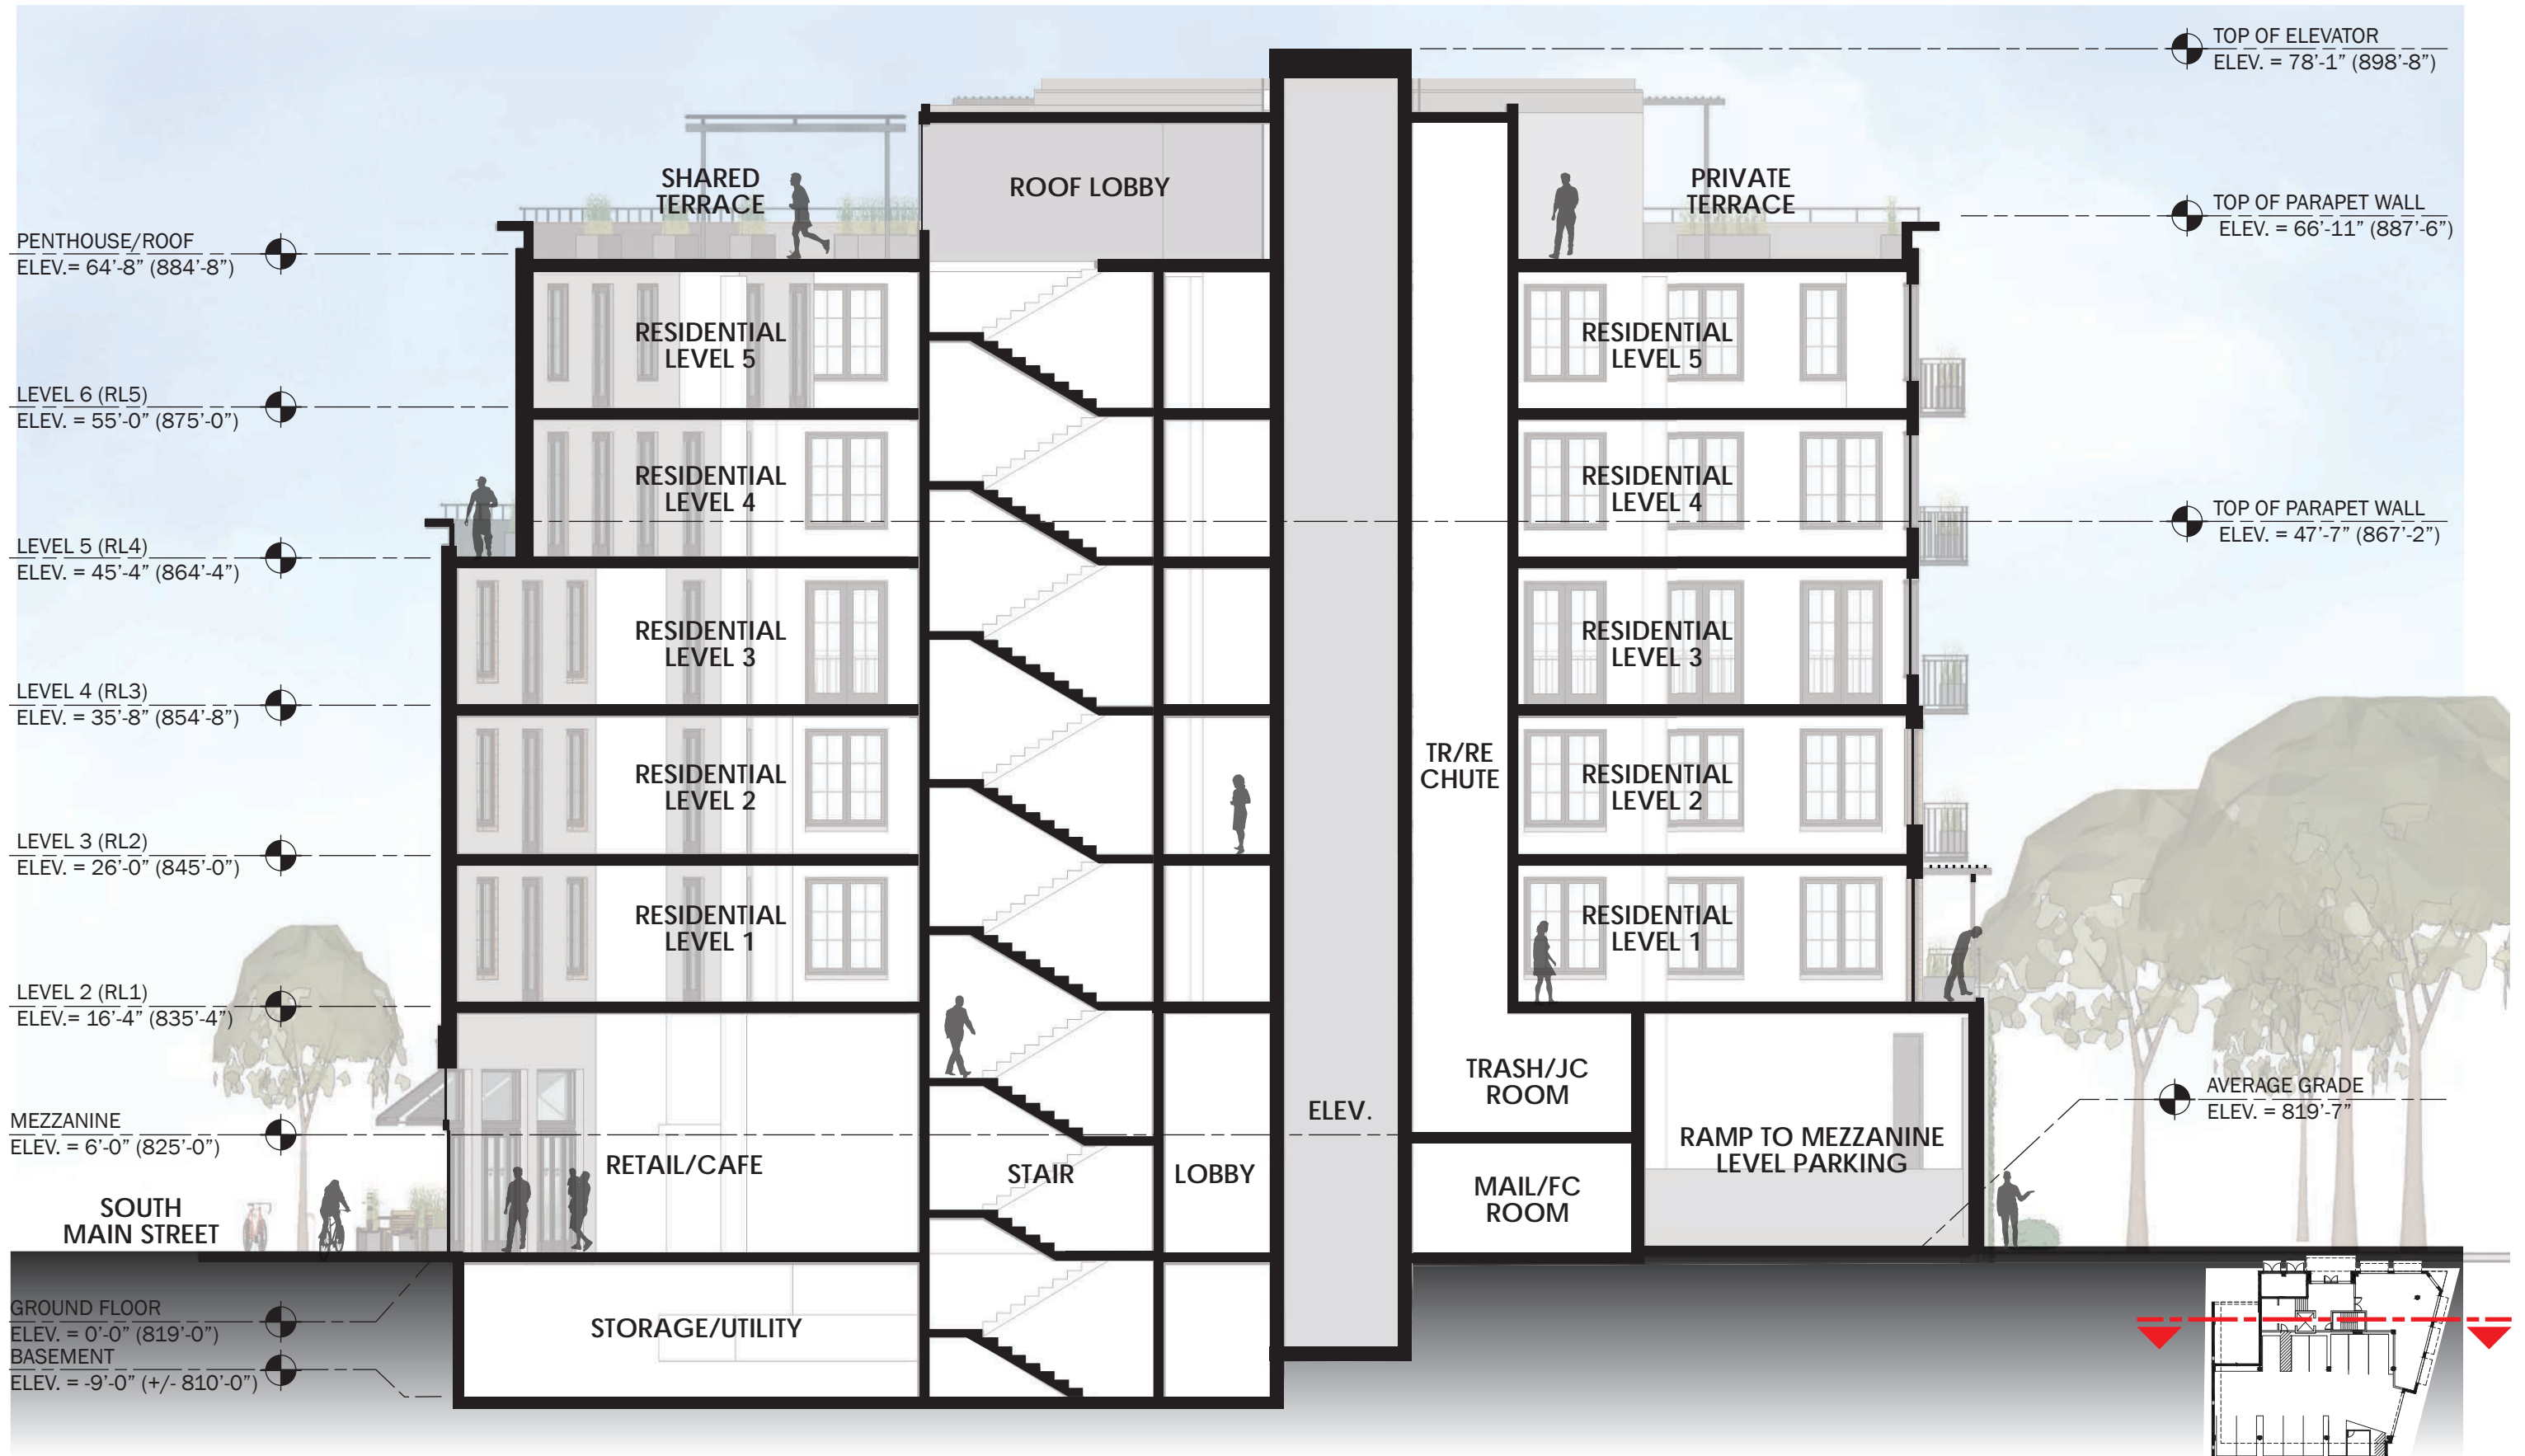 TOP OF ELEVATOR
ELEV. = 78'-1" (898'-8")
SHARED
TERRACE
ROOF LOBBY
PRIVATE
TERRACE
TOP OF PARAPET WALL
ELEV. = 66'-11" (887'-6")
PENTHOUSE/ROOF
ELEV.= 64'-8" (884'-8")
RESIDENTIAL
LEVEL 5
RESIDENTIAL
LEVEL 5
LEVEL 6 (RL5)
ELEV. = 55'-0" (875'-0")
RESIDENTIAL
LEVEL 4
RESIDENTIAL
LEVEL 4
TOP OF PARAPET WALL
ELEV. = 47'-7" (867'-2")
LEVEL 5 (RL4)
ELEV. = 45'-4" (864'-4")
RESIDENTIAL
LEVEL 3
RESIDENTIAL
LEVEL 3
LEVEL 4 (RL3)
ELEV. = 35'-8" (854'-8")
RESIDENTIAL
LEVEL 2
TR/RE
CHUTE
RESIDENTIAL
LEVEL 2
LEVEL 3 (RL2)
ELEV. = 26'-0" (845'-0")
RESIDENTIAL
LEVEL 1
RESIDENTIAL
LEVEL 1
LEVEL 2 (RL1)
ELEV.= 16'-4" (835'-4")
TRASH/JC
ROOM
ELEV.
AVERAGE GRADE
ELEV. = 819'-7"
MEZZANINE
ELEV. = 6'-0" (825'-0")
RETAIL/CAFE
STAIR
LOBBY
RAMP TO MEZZANINE
LEVEL PARKING
MAIL/FC
ROOM
SOUTH
MAIN STREET
GROUND FLOOR
ELEV. = 0'-0" (819'-0")
STORAGE/UTILITY
BASEMENT
ELEV. = -9'-0" (+/- 810'-0")